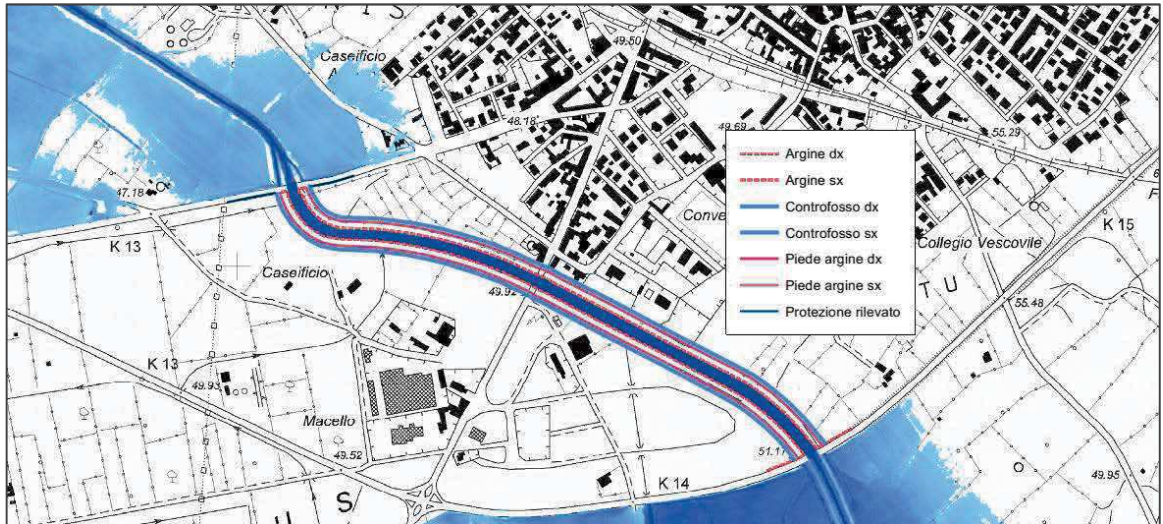 I S
Caseificio
49.50
48.18
49.69
55.29
Argine dx
Argine sx
Controfosso dx
Controfosso sx
Piede argine dx
Piede argine sx
Protezione rilevato
47.18
K 13
Conve
K 15
Collegio Vescovile
T U
Caseificio
49.92
55.48
K 13
49.93
Macello
49.52
51.17
K 14
49.95
U S